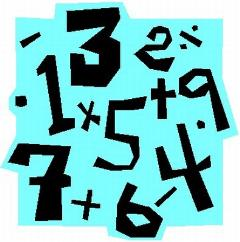 - 3 2 ÷
1 × 5 + 9
7 + 6 - 4